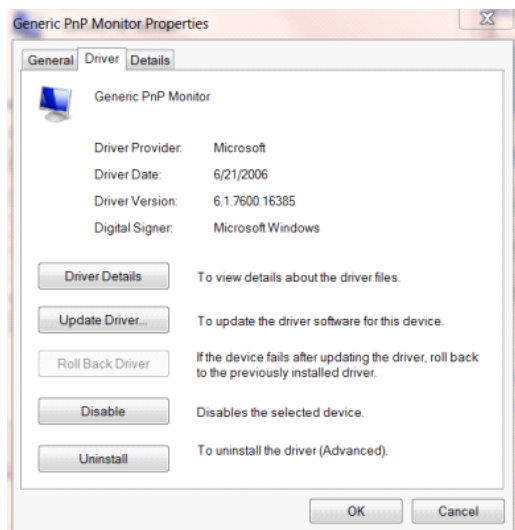 Generic PnP Monitor Properties
General Driver Details
Generic PnP Monitor
Driver Provider: Microsoft
Driver Date: 6/21/2006
Driver Version: 6.1.7600.16385
Digital Signer: Microsoft Windows
Driver Details To view details about the driver files.
Update Driver... To update the driver software for this device.
Roll Back Driver If the device fails after updating the driver, roll back
to the previously installed driver.
Disable Disables the selected device.
Uninstall To uninstall the driver (Advanced).
OK Cancel